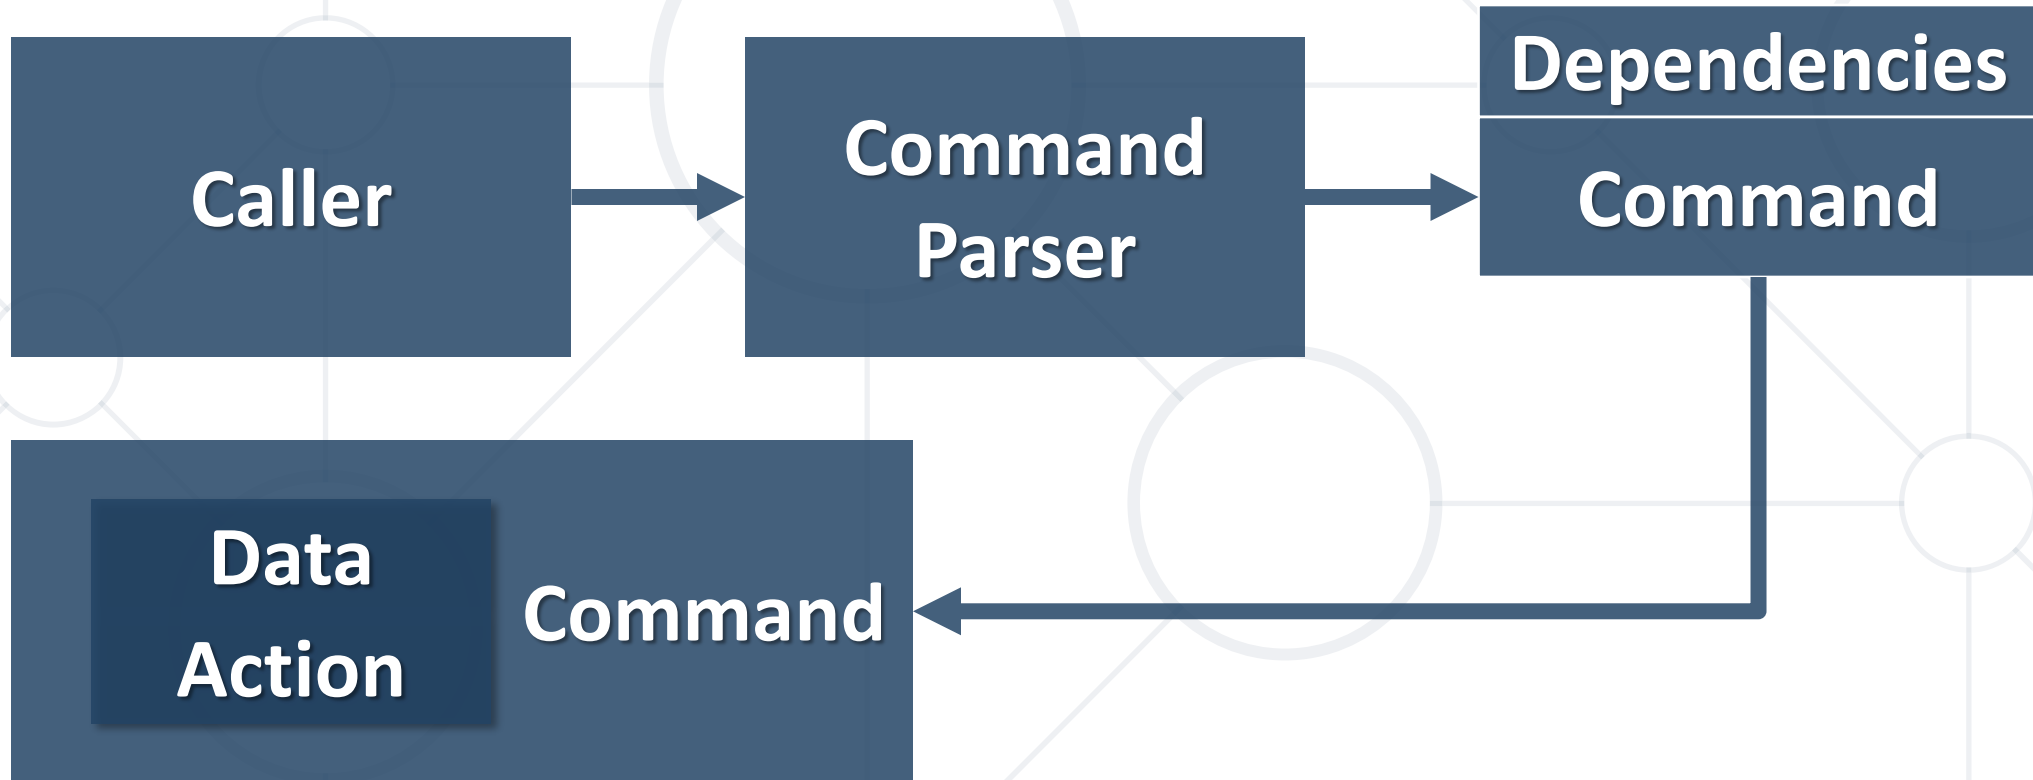 Caller
Command
Parser
Dependencies
Command
Data
Action
Command